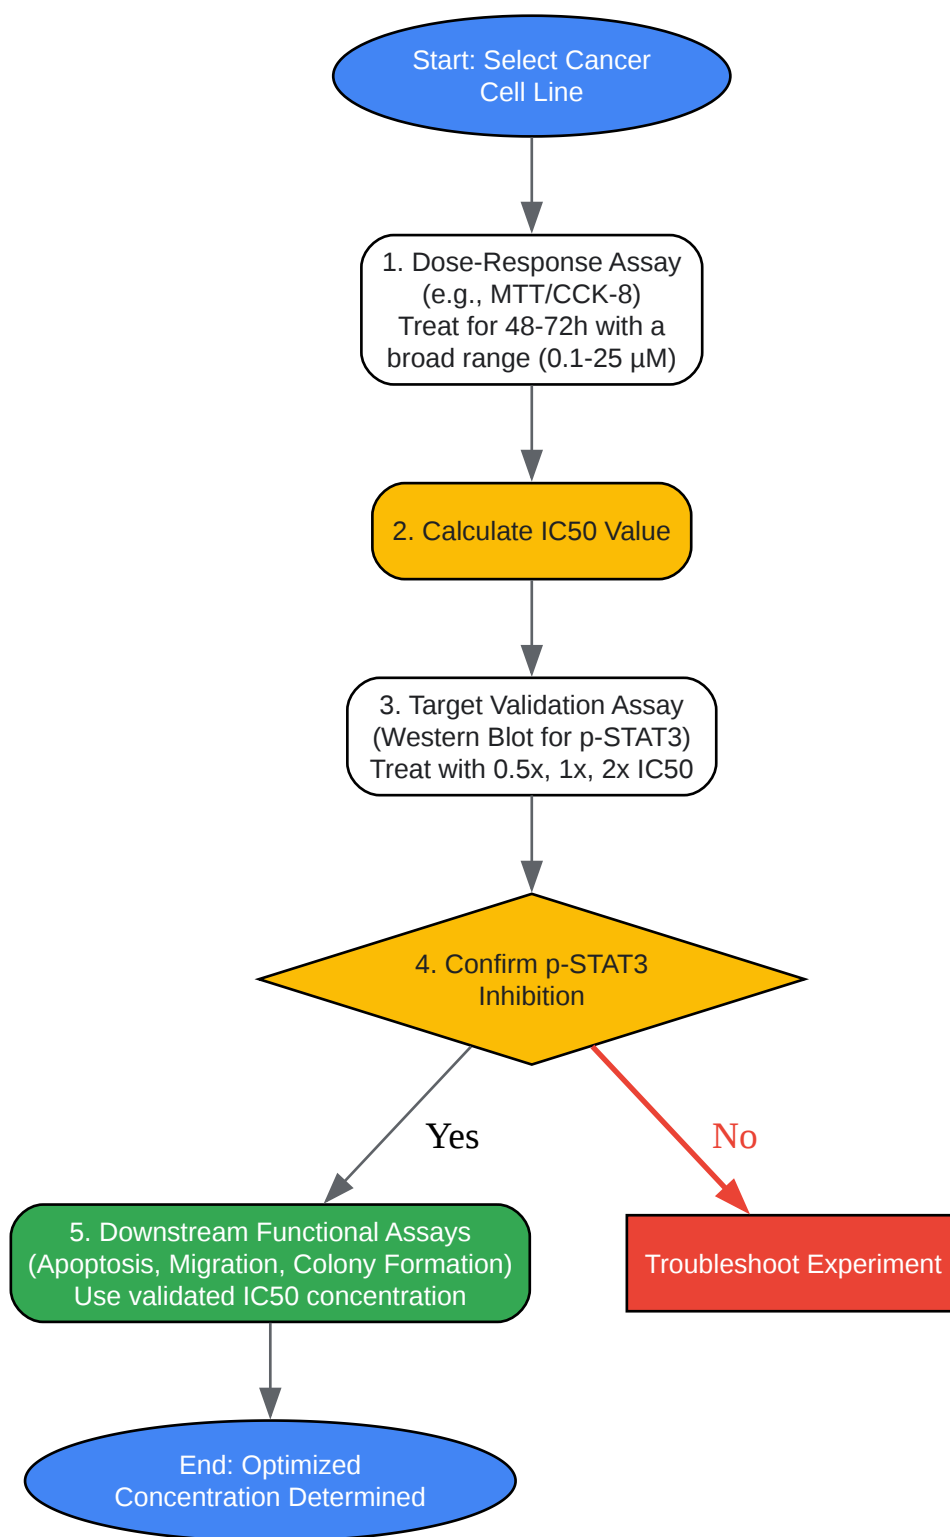 Start: Select Cancer
Cell Line
1. Dose-Response Assay
(e.g., MTT/CCK-8)
Treat for 48-72h with a
broad range (0.1-25 µM)
2. Calculate IC50 Value
3. Target Validation Assay
(Western Blot for p-STAT3)
Treat with 0.5x, 1x, 2x IC50
4. Confirm p-STAT3
Inhibition
Yes
No
5. Downstream Functional Assays
(Apoptosis, Migration, Colony Formation)
Use validated IC50 concentration
Troubleshoot Experiment
End: Optimized
Concentration Determined